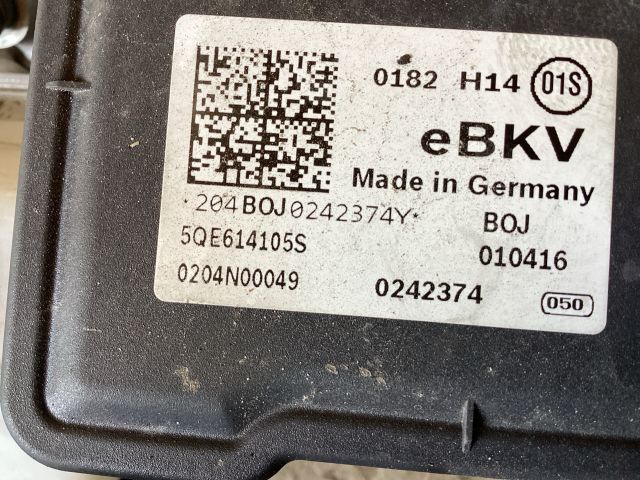 0182 H14 01S
eBKV
Made in Germany
*204BOJ0242374Y*
BOJ
5QE614105S
010416
0204N00049
0242374
050